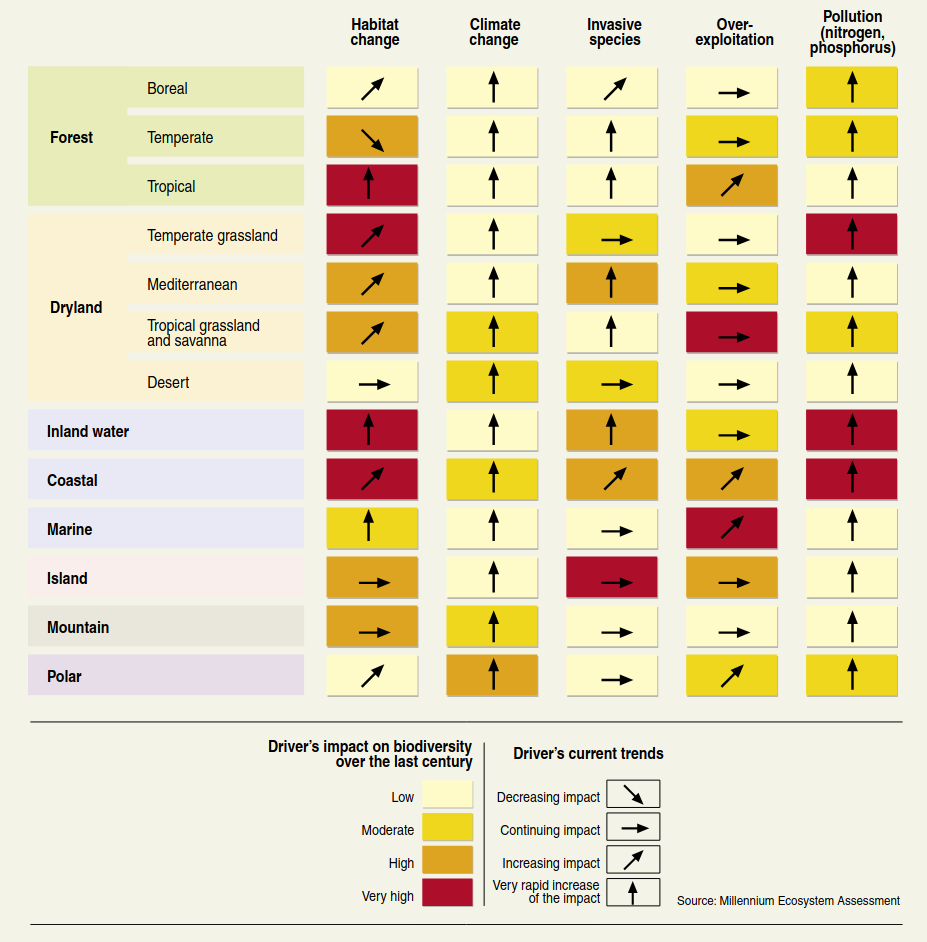 Habitat
change
Climate
change
Invasive
species
Over-
exploitation
Pollution
(nitrogen,
phosphorus)
Forest
Boreal
Temperate
Tropical
Dryland
Temperate grassland
Mediterranean
Tropical grassland
and savanna
Desert
Inland water
Coastal
Marine
Island
Mountain
Polar
Driver's impact on biodiversity
over the last century
Low
Moderate
High
Very high
Driver's current trends
Decreasing impact
Continuing impact
Increasing impact
Very rapid increase
of the impact
Source: Millennium Ecosystem Assessment